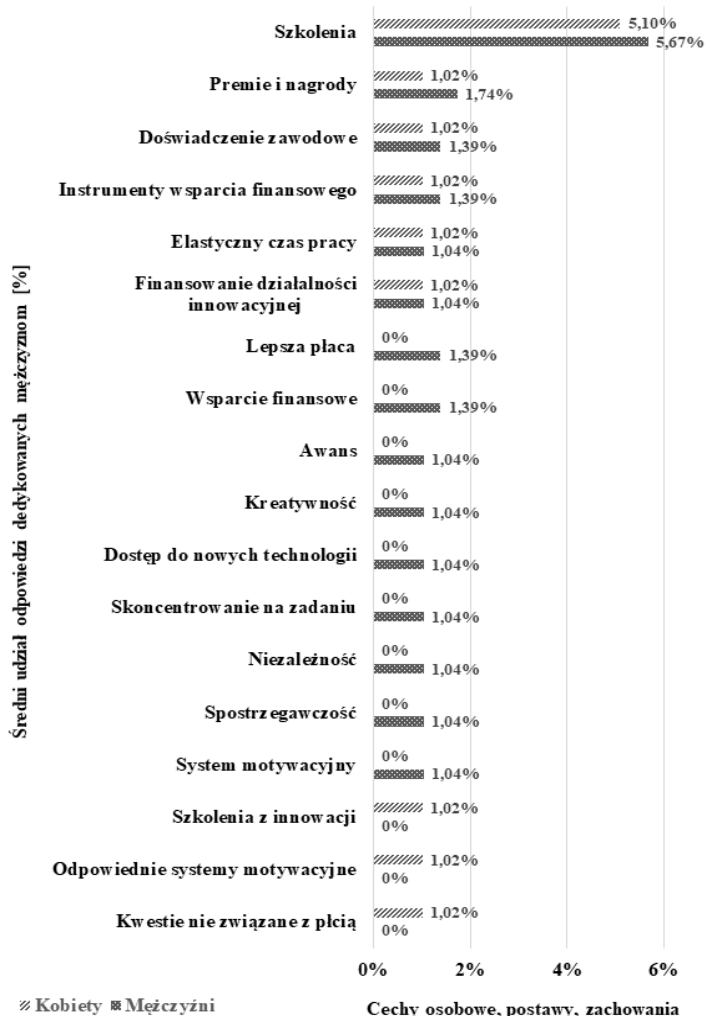 Szkolenia
5,10%
5,67%
Premie i nagrody
1,02%
1,74%
Doświadczenie zawodowe
1,02%
1,39%
Instrumenty wsparcia finansowego
1,02%
1,39%
Elastyczny czas pracy
1,02%
1,04%
Finansowanie działalności
innowacyjnej
1,02%
1,04%
Lepsza płaca
0%
1,39%
Wsparcie finansowe
0%
1,39%
Awans
0%
1,04%
Kreatywność
0%
1,04%
Dostęp do nowych technologii
0%
1,04%
Skoncentrowanie na zadaniu
0%
1,04%
Niezależność
0%
1,04%
Spostrzegawczość
0%
1,04%
System motywacyjny
0%
1,04%
Szkolenia z innowacji
1,02%
0%
Odpowiednie systemy motywacyjne
1,02%
0%
Kwestie nie związane z płcią
1,02%
0%
Średni udział odpowiedzi dedykowanych mężczyznom [%]
0% 2% 4% 6%
Kobiety Mężczyźni
Cechy osobowe, postawy, zachowania